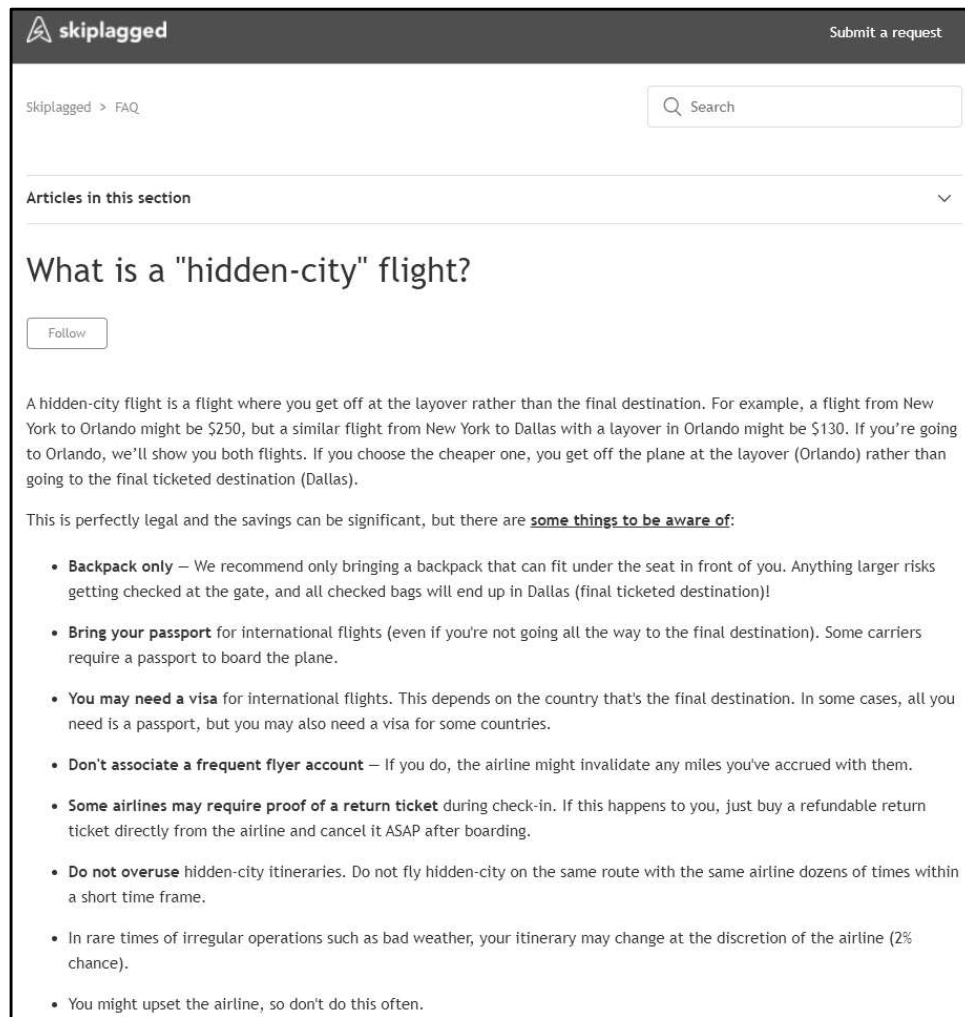 skiplagged
Submit a request
Skiplagged > FAQ
Search
Articles in this section
What is a "hidden-city" flight?
Follow
A hidden-city flight is a flight where you get off at the layover rather than the final destination. For example, a flight from New
York to Orlando might be $250, but a similar flight from New York to Dallas with a layover in Orlando might be $130. If you're going
to Orlando, we'll show you both flights. If you choose the cheaper one, you get off the plane at the layover (Orlando) rather than
going to the final ticketed destination (Dallas).
This is perfectly legal and the savings can be significant, but there are some things to be aware of:
• Backpack only — We recommend only bringing a backpack that can fit under the seat in front of you. Anything larger risks
getting checked at the gate, and all checked bags will end up in Dallas (final ticketed destination)!
• Bring your passport for international flights (even if you're not going all the way to the final destination). Some carriers
require a passport to board the plane.
• You may need a visa for international flights. This depends on the country that's the final destination. In some cases, all you
need is a passport, but you may also need a visa for some countries.
• Don't associate a frequent flyer account — If you do, the airline might invalidate any miles you've accrued with them.
• Some airlines may require proof of a return ticket during check-in. If this happens to you, just buy a refundable return
ticket directly from the airline and cancel it ASAP after boarding.
• Do not overuse hidden-city itineraries. Do not fly hidden-city on the same route with the same airline dozens of times within
a short time frame.
• In rare times of irregular operations such as bad weather, your itinerary may change at the discretion of the airline (2%
chance).
• You might upset the airline, so don't do this often.